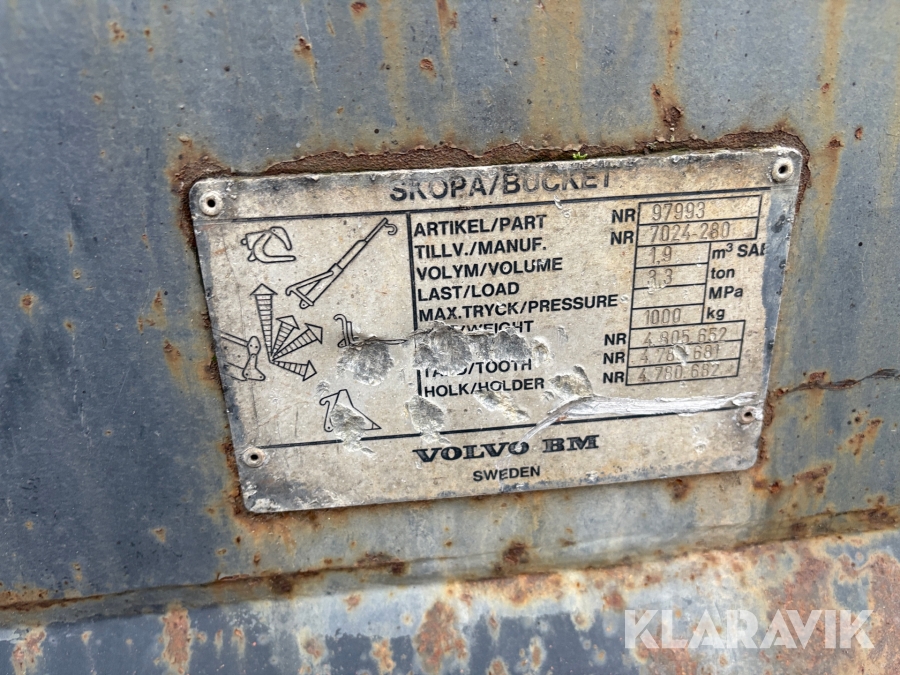 SKOPA/BUCKET
ARTIKEL/PART NR 97993
TILLV./MANUF. NR 7024-280
VOLYM/VOLUME 1,9 m³ SAE
LAST/LOAD 3,3 ton
MAX.TRYCK/PRESSURE MPa
/WEIGHT 1000 kg
NR 4.805.652
/TOOTH NR
HOLK/HOLDER NR 4.780.682
VOLVO BM
SWEDEN
KLARAVIK